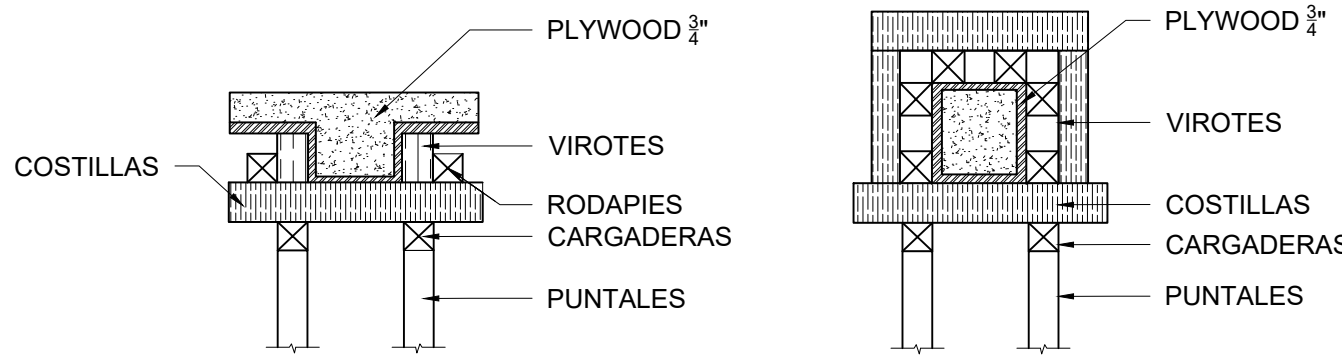 PLYWOOD 3/4"
VIROTES
COSTILLAS
RODAPIES
CARGADERAS
PUNTALES
PLYWOOD 3/4"
VIROTES
COSTILLAS
CARGADERAS
PUNTALES